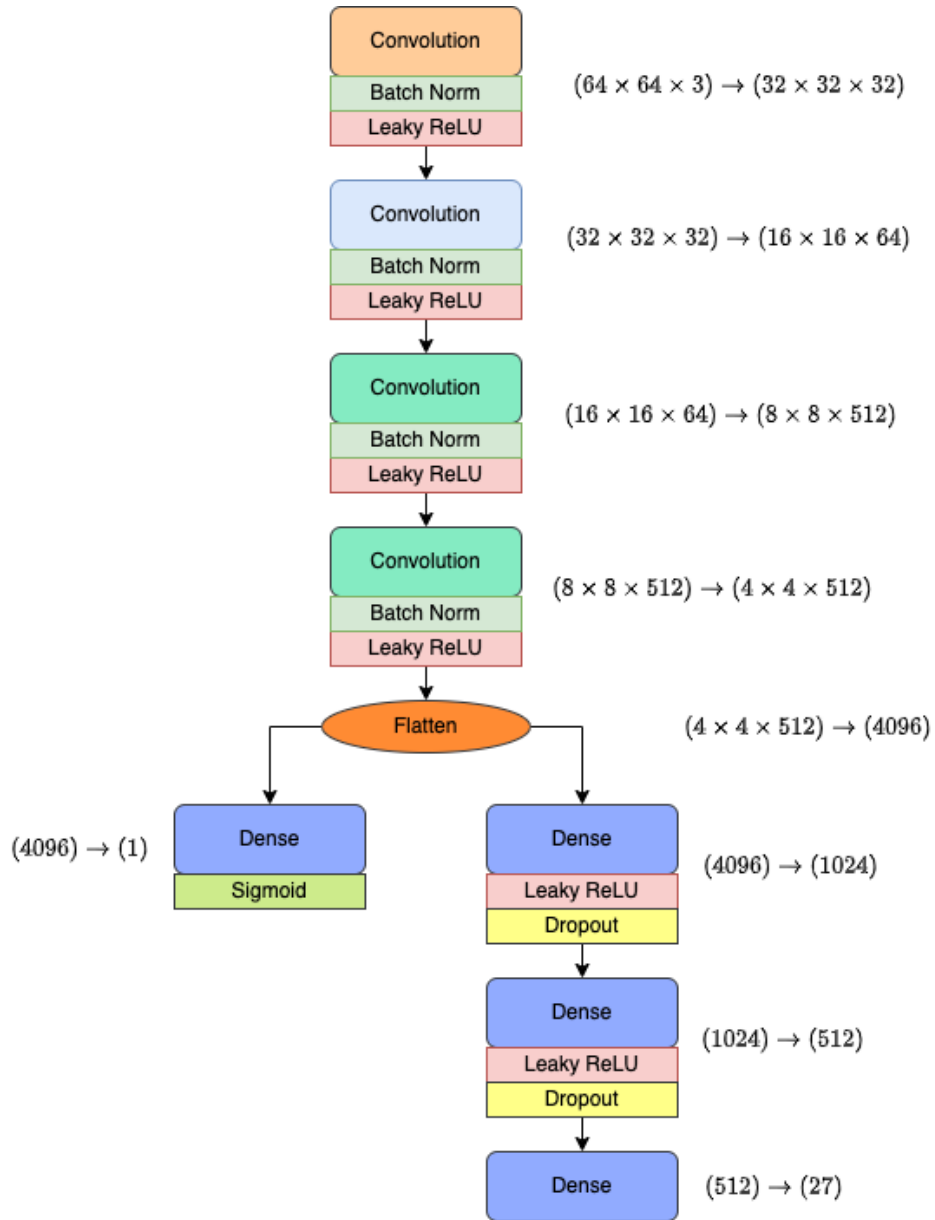 Convolution
Batch Norm
Leaky ReLU
(64 × 64 × 3) → (32 × 32 × 32)
Convolution
Batch Norm
Leaky ReLU
(32 × 32 × 32) → (16 × 16 × 64)
Convolution
Batch Norm
Leaky ReLU
(16 × 16 × 64) → (8 × 8 × 512)
Convolution
Batch Norm
Leaky ReLU
(8 × 8 × 512) → (4 × 4 × 512)
Flatten
(4 × 4 × 512) → (4096)
(4096) → (1)
Dense
Sigmoid
Dense
Leaky ReLU
Dropout
(4096) → (1024)
Dense
Leaky ReLU
Dropout
(1024) → (512)
Dense
(512) → (27)